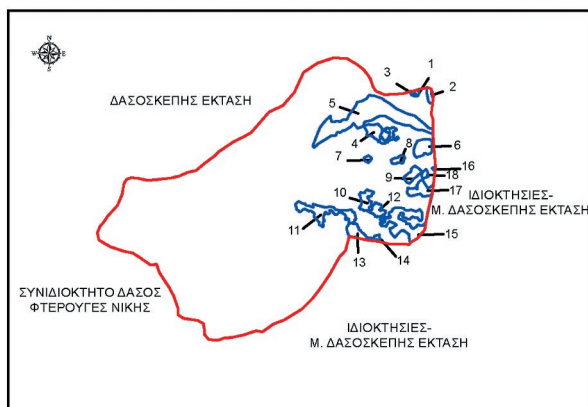 N
W E
S
ΔΑΣΟΣΚΕΠΗΣ ΕΚΤΑΣΗ
3 1
2
5
4
6
7 8
16
9 18
17
ΙΔΙΟΚΤΗΣΙΕΣ-
Μ. ΔΑΣΟΣΚΕΠΗΣ ΕΚΤΑΣΗ
10 12
11
13 14 15
ΣΥΝΙΔΙΟΚΤΗΤΟ ΔΑΣΟΣ
ΦΤΕΡΟΥΓΕΣ ΝΙΚΗΣ
ΙΔΙΟΚΤΗΣΙΕΣ-
Μ. ΔΑΣΟΣΚΕΠΗΣ ΕΚΤΑΣΗ